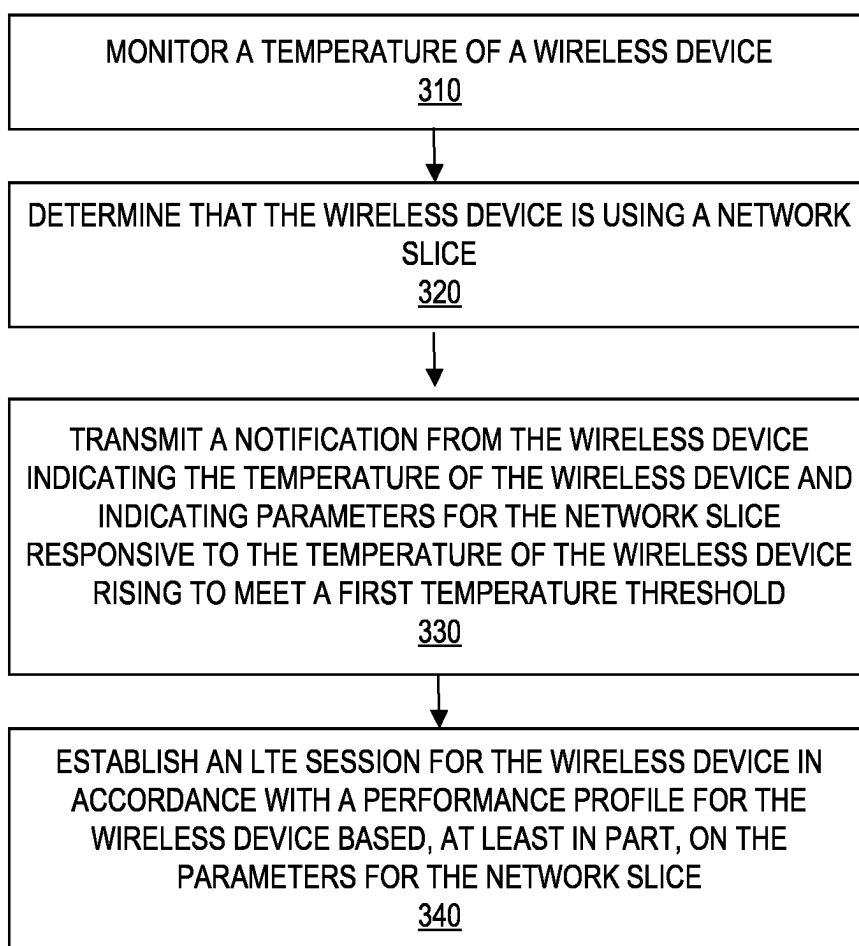 MONITOR A TEMPERATURE OF A WIRELESS DEVICE
310
DETERMINE THAT THE WIRELESS DEVICE IS USING A NETWORK
SLICE
320
TRANSMIT A NOTIFICATION FROM THE WIRELESS DEVICE
INDICATING THE TEMPERATURE OF THE WIRELESS DEVICE AND
INDICATING PARAMETERS FOR THE NETWORK SLICE
RESPONSIVE TO THE TEMPERATURE OF THE WIRELESS DEVICE
RISING TO MEET A FIRST TEMPERATURE THRESHOLD
330
ESTABLISH AN LTE SESSION FOR THE WIRELESS DEVICE IN
ACCORDANCE WITH A PERFORMANCE PROFILE FOR THE
WIRELESS DEVICE BASED, AT LEAST IN PART, ON THE
PARAMETERS FOR THE NETWORK SLICE
340